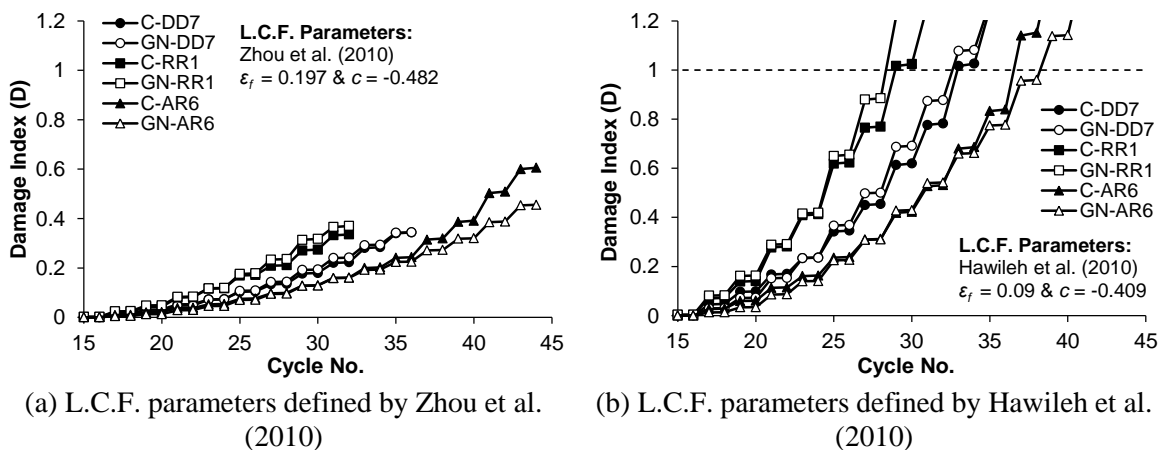 1.2
1
0.8
0.6
0.4
0.2
0
Damage Index (D)
C-DD7
GN-DD7
C-RR1
GN-RR1
C-AR6
GN-AR6
L.C.F. Parameters:
Zhou et al.
(2010)
εf = 0.197 & c= -0.482
15 20 25 30 35 40 45
Cycle No.
(a) L.C.F. parameters defined by Zhou et al.
(2010)
1.2
1
0.8
0.6
0.4
0.2
0
Damage Index (D)
C-DD7
GN-DD7
C-RR1
GN-RR1
C-AR6
GN-AR6
L.C.F. Parameters:
Hawileh et al. (2010)
εf = 0.09 & c= -0.409
15 20 25 30 35 40 45
Cycle No.
(b) L.C.F. parameters defined by Hawileh et al.
(2010)